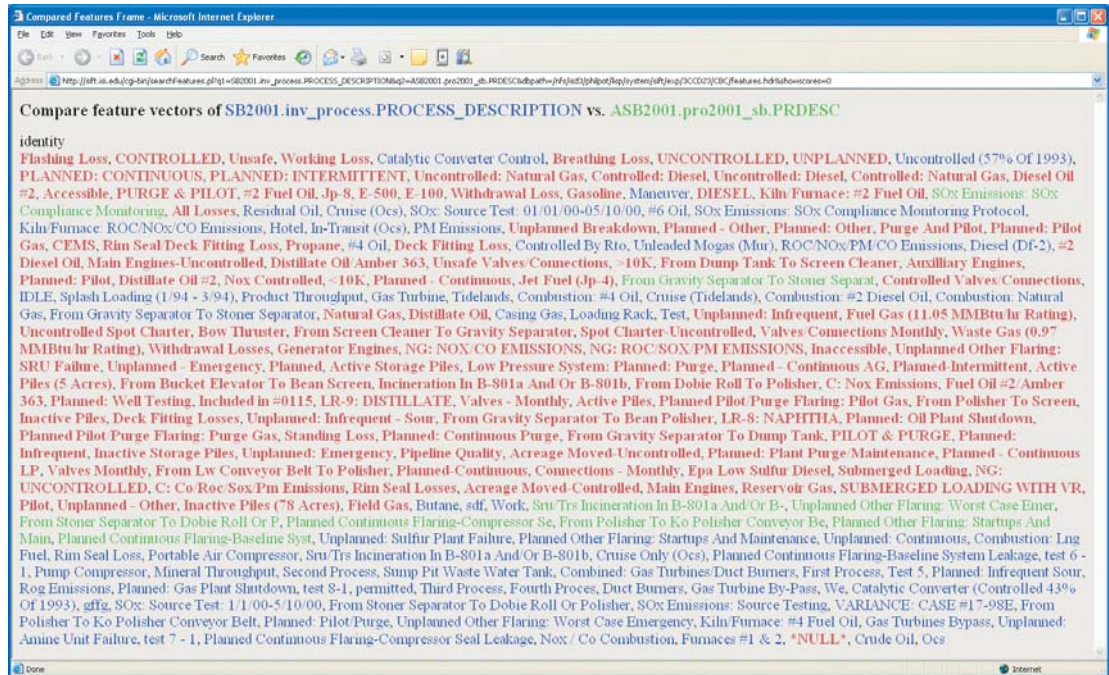 Compared Features Frame - Microsoft Internet Explorer
File Edit View Favorites Tools Help
Back Search Favorites
Address http://sft.isi.edu/cgi-bin/searchFeatures.pl?q1=SB2001.inv_process.PROCESS_DESCRIPTION&q2=ASB2001.pro2001_sb.PRDESC&dbpath=/nfs/isd3/philpot/lisp/system/sift/exp/3CCD23/CBC/features.hdr&showscores=0
Compare feature vectors of SB2001.inv_process.PROCESS_DESCRIPTION vs. ASB2001.pro2001_sb.PRDESC
identity
Flashing Loss, CONTROLLED, Unsafe, Working Loss, Catalytic Converter Control, Breathing Loss, UNCONTROLLED, UNPLANNED, Uncontrolled (57% Of 1993),
PLANNED: CONTINUOUS, PLANNED: INTERMITTENT, Uncontrolled: Natural Gas, Controlled: Diesel, Uncontrolled: Diesel, Controlled: Natural Gas, Diesel Oil
#2, Accessible, PURGE & PILOT, #2 Fuel Oil, Jp-8, E-500, E-100, Withdrawal Loss, Gasoline, Maneuver, DIESEL, Kiln/Furnace: #2 Fuel Oil, SOx Emissions: SOx
Compliance Monitoring, All Losses, Residual Oil, Cruise (Ocs), SOx: Source Test: 01/01/00-05/10/00, #6 Oil, SOx Emissions: SOx Compliance Monitoring Protocol,
Kiln/Furnace: ROC/NOx/CO Emissions, Hotel, In-Transit (Ocs), PM Emissions, Unplanned Breakdown, Planned - Other, Planned: Other, Purge And Pilot, Planned: Pilot
Gas, CEMS, Rim Seal/Deck Fitting Loss, Propane, #4 Oil, Deck Fitting Loss, Controlled By Rto, Unleaded Mogas (Mur), ROC/NOx/PM/CO Emissions, Diesel (Df-2), #2
Diesel Oil, Main Engines-Uncontrolled, Distillate Oil/Amber 363, Unsafe Valves/Connections, >10K, From Dump Tank To Screen Cleaner, Auxilliary Engines,
Planned: Pilot, Distillate Oil #2, Nox Controlled, <10K, Planned - Continuous, Jet Fuel (Jp-4), From Gravity Separator To Stoner Separat, Controlled Valves/Connections,
IDLE, Splash Loading (1/94 - 3/94), Product Throughput, Gas Turbine, Tidelands, Combustion: #4 Oil, Cruise (Tidelands), Combustion: #2 Diesel Oil, Combustion: Natural
Gas, From Gravity Separator To Stoner Separator, Natural Gas, Distillate Oil, Casing Gas, Loading Rack, Test, Unplanned: Infrequent, Fuel Gas (11.05 MMBtu/hr Rating),
Uncontrolled Spot Charter, Bow Thruster, From Screen Cleaner To Gravity Separator, Spot Charter-Uncontrolled, Valves/Connections Monthly, Waste Gas (0.97
MMBtu/hr Rating), Withdrawal Losses, Generator Engines, NG: NOX/CO EMISSIONS, NG: ROC/SOX/PM EMISSIONS, Inaccessible, Unplanned Other Flaring:
SRU Failure, Unplanned - Emergency, Planned, Active Storage Piles, Low Pressure System: Planned: Purge, Planned - Continuous AG, Planned-Intermittent, Active
Piles (5 Acres), From Bucket Elevator To Bean Screen, Incineration In B-801a And/Or B-801b, From Dobie Roll To Polisher, C: Nox Emissions, Fuel Oil #2/Amber
363, Planned: Well Testing, Included in #0115, LR-9: DISTILLATE, Valves - Monthly, Active Piles, Planned Pilot/Purge Flaring: Pilot Gas, From Polisher To Screen,
Inactive Piles, Deck Fitting Losses, Unplanned: Infrequent - Sour, From Gravity Separator To Bean Polisher, LR-8: NAPHTHA, Planned: Oil Plant Shutdown,
Planned Pilot/Purge Flaring: Purge Gas, Standing Loss, Planned: Continuous Purge, From Gravity Separator To Dump Tank, PILOT & PURGE, Planned:
Infrequent, Inactive Storage Piles, Unplanned: Emergency, Pipeline Quality, Acreage Moved-Uncontrolled, Planned: Plant Purge/Maintenance, Planned - Continuous
LP, Valves Monthly, From Lw Conveyor Belt To Polisher, Planned-Continuous, Connections - Monthly, Epa Low Sulfur Diesel, Submerged Loading, NG:
UNCONTROLLED, C: Co/Roc/Sox/Pm Emissions, Rim Seal Losses, Acreage Moved-Controlled, Main Engines, Reservoir Gas, SUBMERGED LOADING WITH VR,
Pilot, Unplanned - Other, Inactive Piles (78 Acres), Field Gas, Butane, sdf, Work, Sru/Trs Incineration In B-801a And/Or B-, Unplanned Other Flaring: Worst Case Emer,
From Stoner Separator To Dobie Roll Or P, Planned Continuous Flaring-Compressor Se, From Polisher To Ko Polisher Conveyor Be, Planned Other Flaring: Startups And
Main, Planned Continuous Flaring-Baseline Syst, Unplanned: Sulfur Plant Failure, Planned Other Flaring: Startups And Maintenance, Unplanned: Continuous, Combustion: Lng
Fuel, Rim Seal Loss, Portable Air Compressor, Sru/Trs Incineration In B-801a And/Or B-801b, Cruise Only (Ocs), Planned Continuous Flaring-Baseline System Leakage, test 6 -
1, Pump Compressor, Mineral Throughput, Second Process, Sump Pit Waste Water Tank, Combined: Gas Turbines/Duct Burners, First Process, Test 5, Planned: Infrequent Sour,
Rog Emissions, Planned: Gas Plant Shutdown, test 8-1, permitted, Third Process, Fourth Proces, Duct Burners, Gas Turbine By-Pass, We, Catalytic Converter (Controlled 43%
Of 1993), gffg, SOx: Source Test: 1/1/00-5/10/00, From Stoner Separator To Dobie Roll Or Polisher, SOx Emissions: Source Testing, VARIANCE: CASE #17-98E, From
Polisher To Ko Polisher Conveyor Belt, Planned: Pilot/Purge, Unplanned Other Flaring: Worst Case Emergency, Kiln/Furnace: #4 Fuel Oil, Gas Turbines Bypass, Unplanned:
Amine Unit Failure, test 7 - 1, Planned Continuous Flaring-Compressor Seal Leakage, Nox / Co Combustion, Furnaces #1 & 2, *NULL*, Crude Oil, Ocs
Done Internet